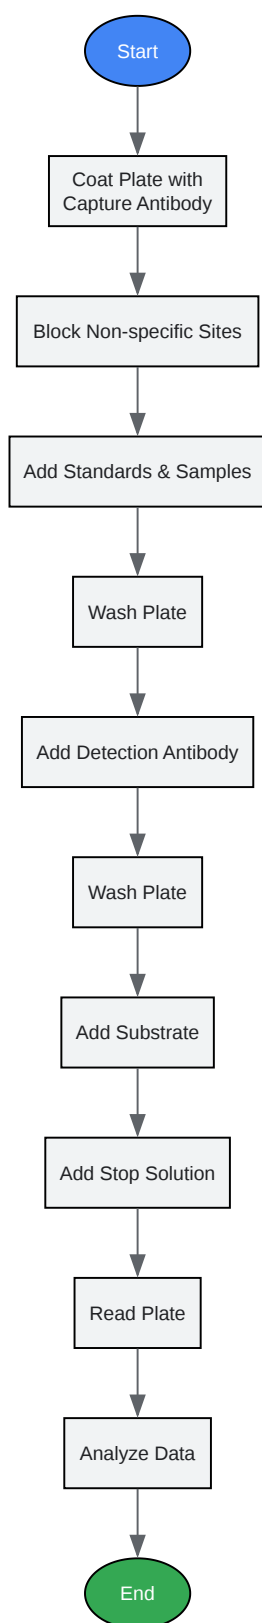 Start
Coat Plate with
Capture Antibody
Block Non-specific Sites
Add Standards & Samples
Wash Plate
Add Detection Antibody
Wash Plate
Add Substrate
Add Stop Solution
Read Plate
Analyze Data
End